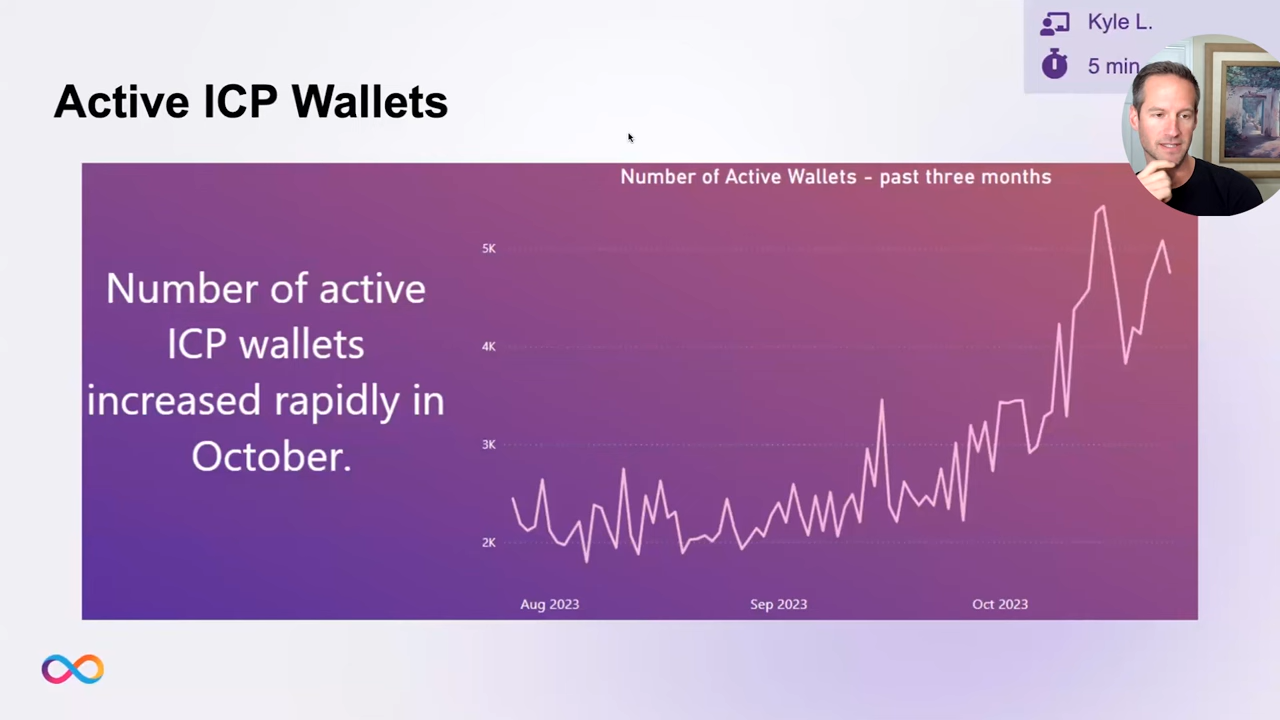 Kyle L.
5 min
Active ICP Wallets
Number of Active Wallets - past three months
Number of active
ICP wallets
increased rapidly in
October.
5K
4K
3K
2K
Aug 2023 Sep 2023 Oct 2023